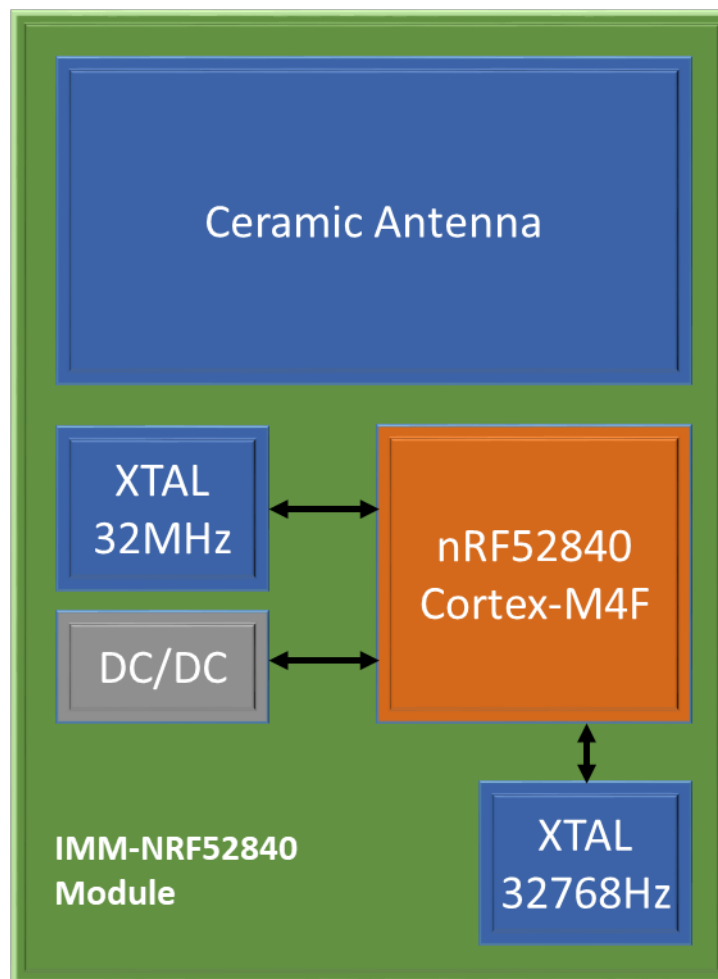 Ceramic Antenna
XTAL
32MHz
nRF52840
Cortex-M4F
DC/DC
IMM-NRF52840
Module
XTAL
32768Hz